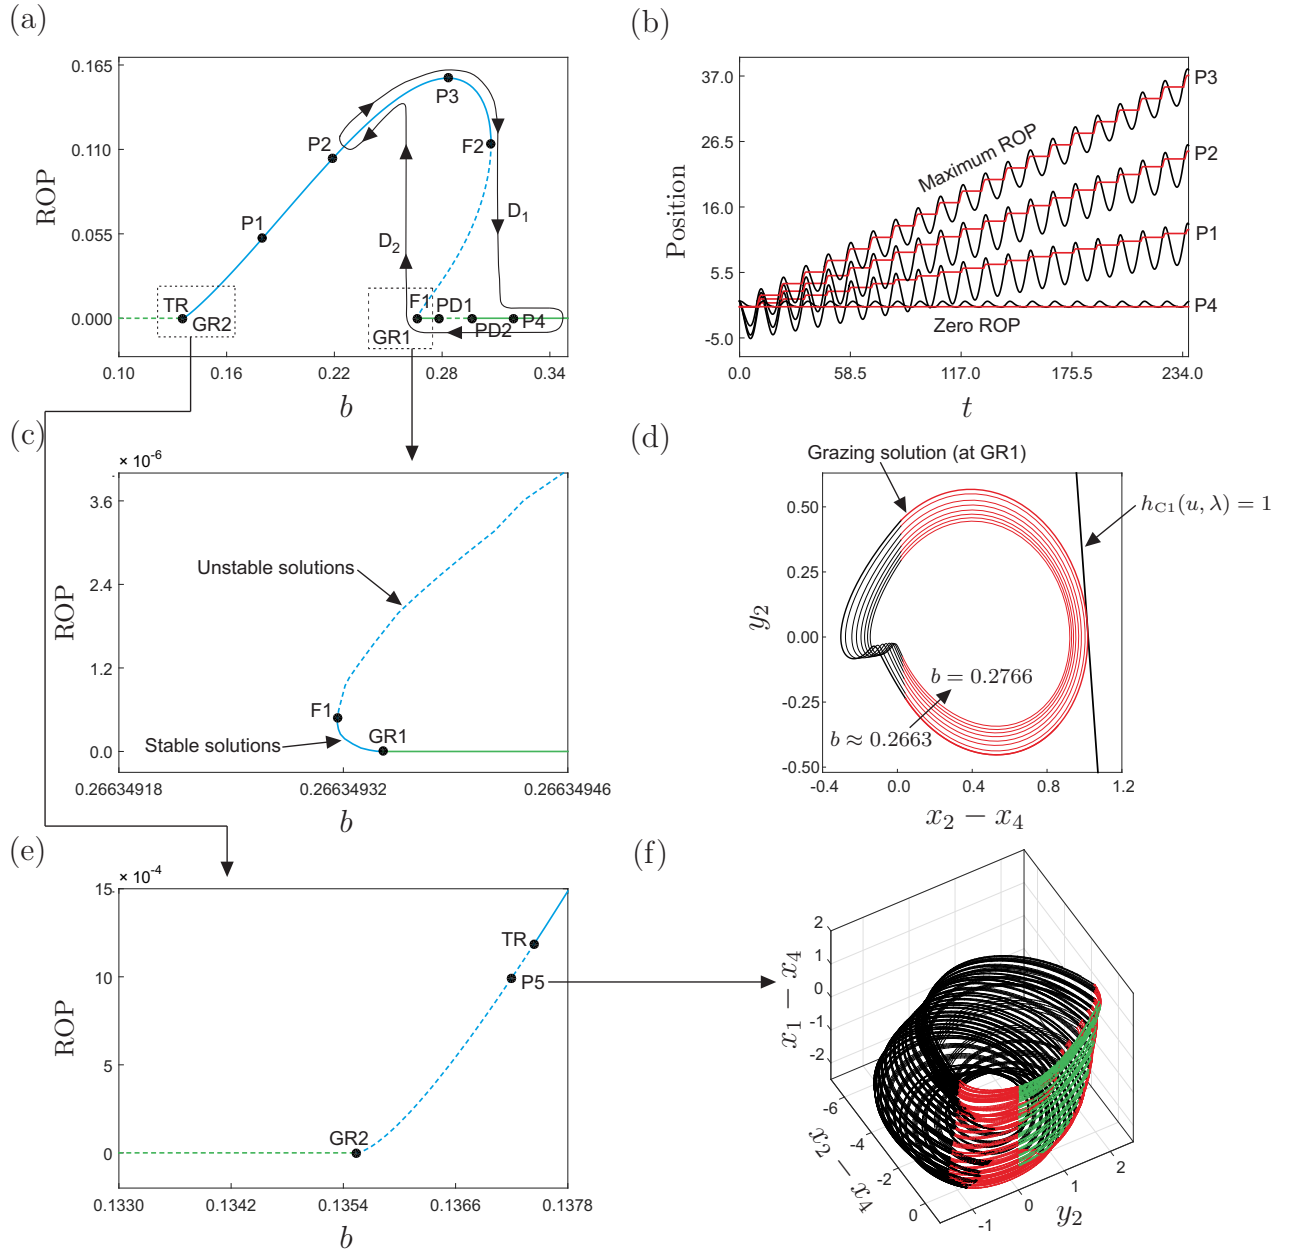 (a)
0.165
0.110
0.055
0.000
ROP
P3
P2
F2
P1
D1
D2
TR
GR2
F1
PD1
P4
GR1
PD2
0.10
0.16
0.22
0.28
0.34
b
(b)
37.0
26.5
16.0
5.5
-5.0
Position
Maximum ROP
P3
P2
P1
P4
Zero ROP
0.0
58.5
117.0
175.5
234.0
t
(c)
× 10-6
3.6
2.4
1.2
0.0
ROP
Unstable solutions
F1
GR1
Stable solutions
0.26634918
0.26634932
0.26634946
b
(d)
Grazing solution (at GR1)
hC1(u, λ) = 1
0.50
0.25
0.00
-0.25
-0.50
y2
b = 0.2766
b ≈ 0.2663
-0.4
0.0
0.4
0.8
1.2
x2 − x4
(e)
× 10-4
15
10
5
0
ROP
TR
P5
GR2
0.1330
0.1342
0.1354
0.1366
0.1378
b
(f)
2
2
1
0
-1
-2
x1 − x4
-6
-4
-2
0
x2 − x4
-1
0
1
2
y2